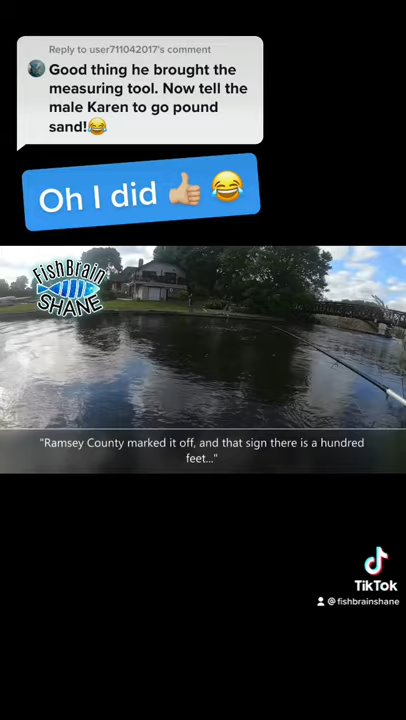 Reply to user711042017's comment
Good thing he brought the
measuring tool. Now tell the
male Karen to go pound
sand!😂
Oh I did 👍🏼 😂
FishBrain
SHANE
"Ramsey County marked it off, and that sign there is a hundred
feet..."
TikTok
@fishbrainshane